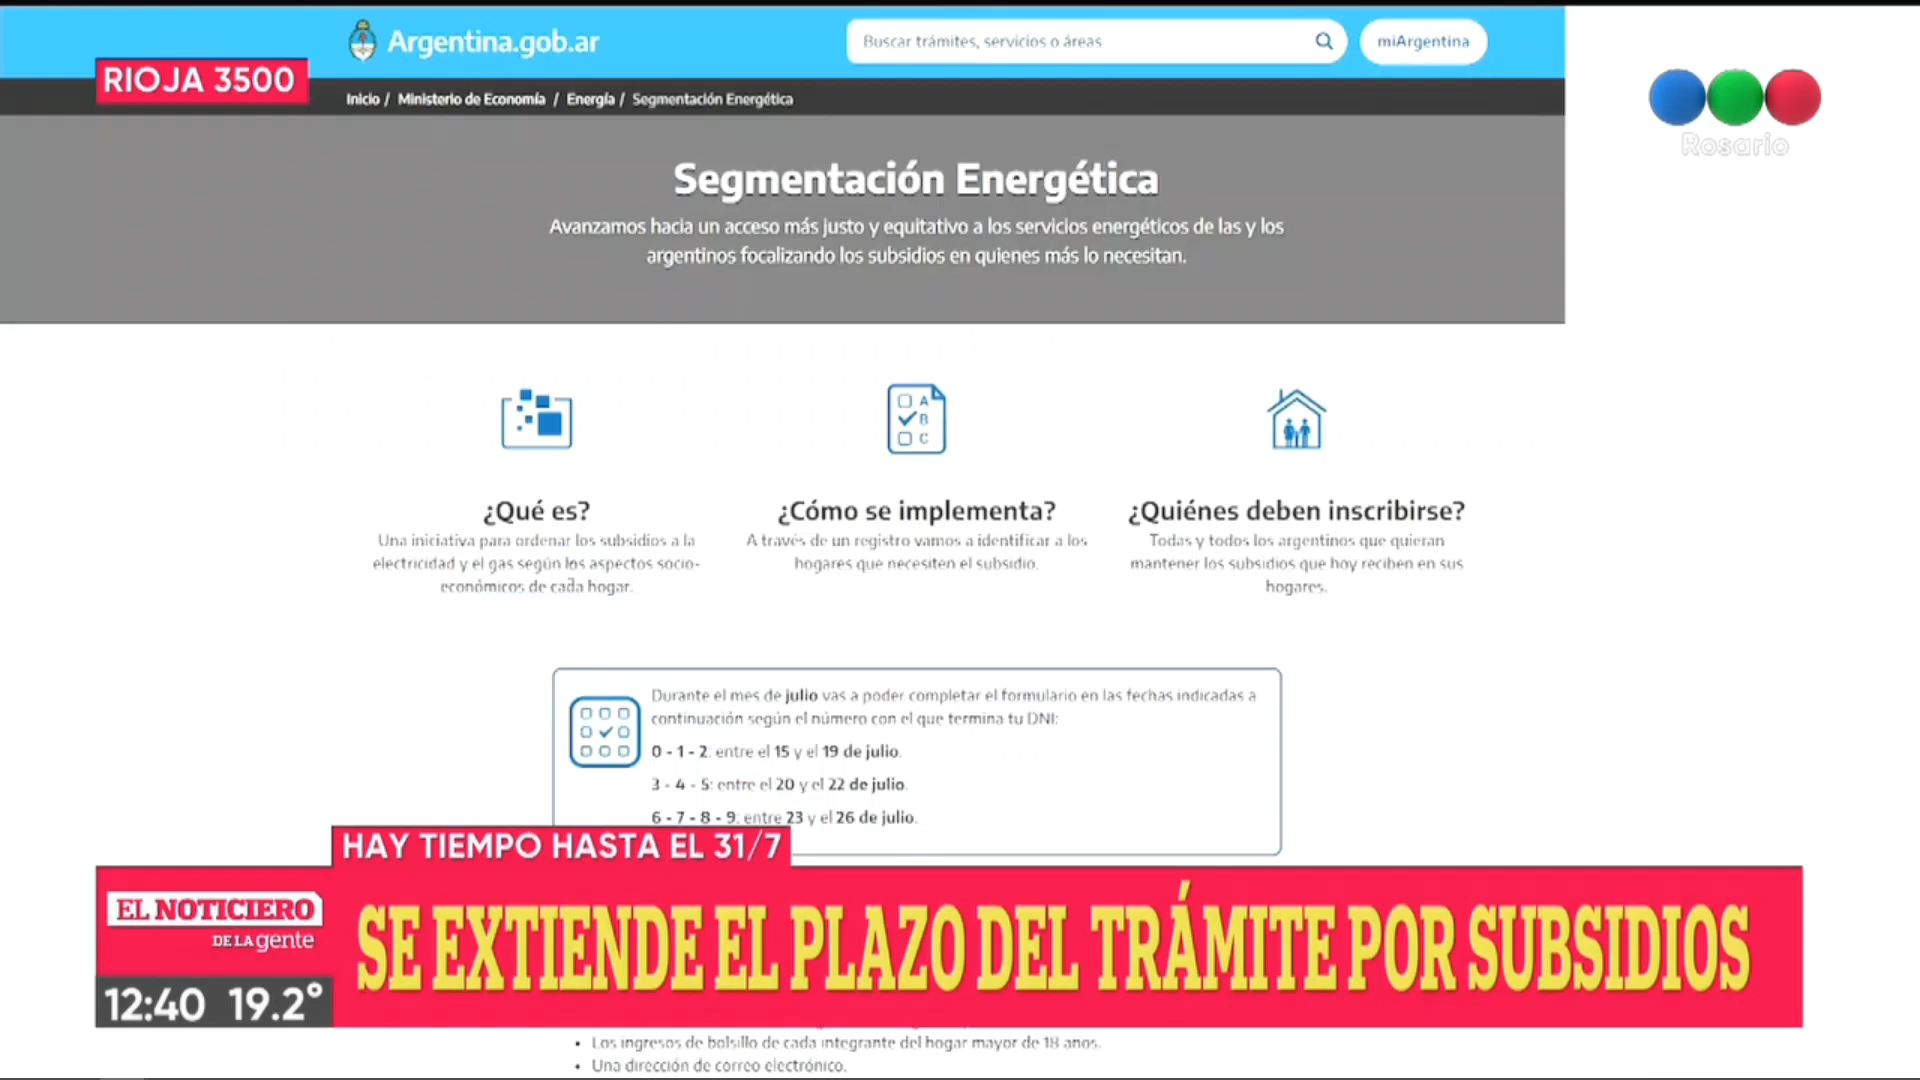 Argentina.gob.ar
Buscar trámites, servicios o áreas
miArgentina
RIOJA 3500
Inicio / Ministerio de Economía / Energía / Segmentación Energética
Rosario
Segmentación Energética
Avanzamos hacia un acceso más justo y equitativo a los servicios energéticos de las y los
argentinos focalizando los subsidios en quienes más lo necesitan.
A
B
C
¿Qué es?
Una iniciativa para ordenar los subsidios a la
electricidad y el gas según los aspectos socio-
económicos de cada hogar.
¿Cómo se implementa?
A través de un registro vamos a identificar a los
hogares que necesiten el subsidio.
¿Quiénes deben inscribirse?
Todas y todos los argentinos que quieran
mantener los subsidios que hoy reciben en sus
hogares.
Durante el mes de julio vas a poder completar el formulario en las fechas indicadas a
continuación según el número con el que termina tu DNI:
0 - 1 - 2: entre el 15 y el 19 de julio.
3 - 4 - 5: entre el 20 y el 22 de julio.
6 - 7 - 8 - 9: entre 23 y el 26 de julio.
HAY TIEMPO HASTA EL 31/7
EL NOTICIERO
DE LA gente
SE EXTIENDE EL PLAZO DEL TRÁMITE POR SUBSIDIOS
12:40 19.2°
• Los ingresos de bolsillo de cada integrante del hogar mayor de 18 anos.
• Una dirección de correo electrónico.